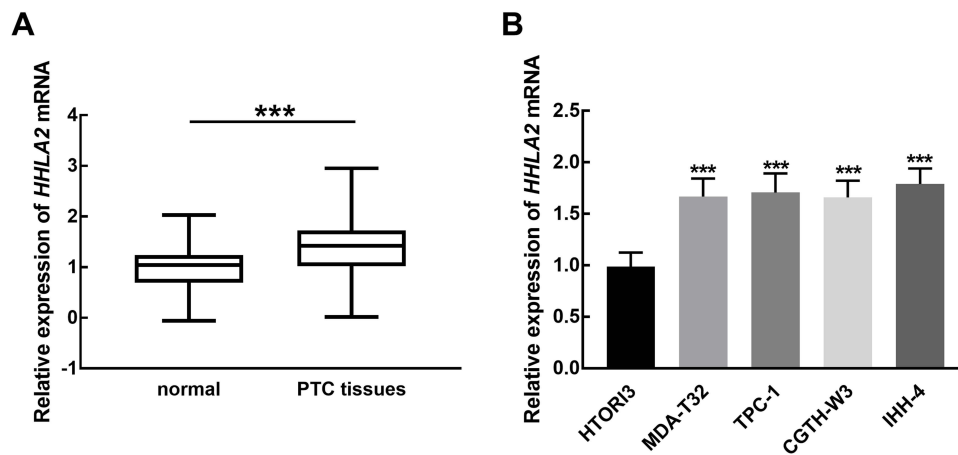 A
Relative expression of HHLA2 mRNA
4
3
2
1
0
-1
***
normal
PTC tissues
B
Relative expression of HHLA2 mRNA
2.5
2.0
1.5
1.0
0.5
0.0
***
***
***
***
HTORI3
MDA-T32
TPC-1
CGTH-W3
IHH-4